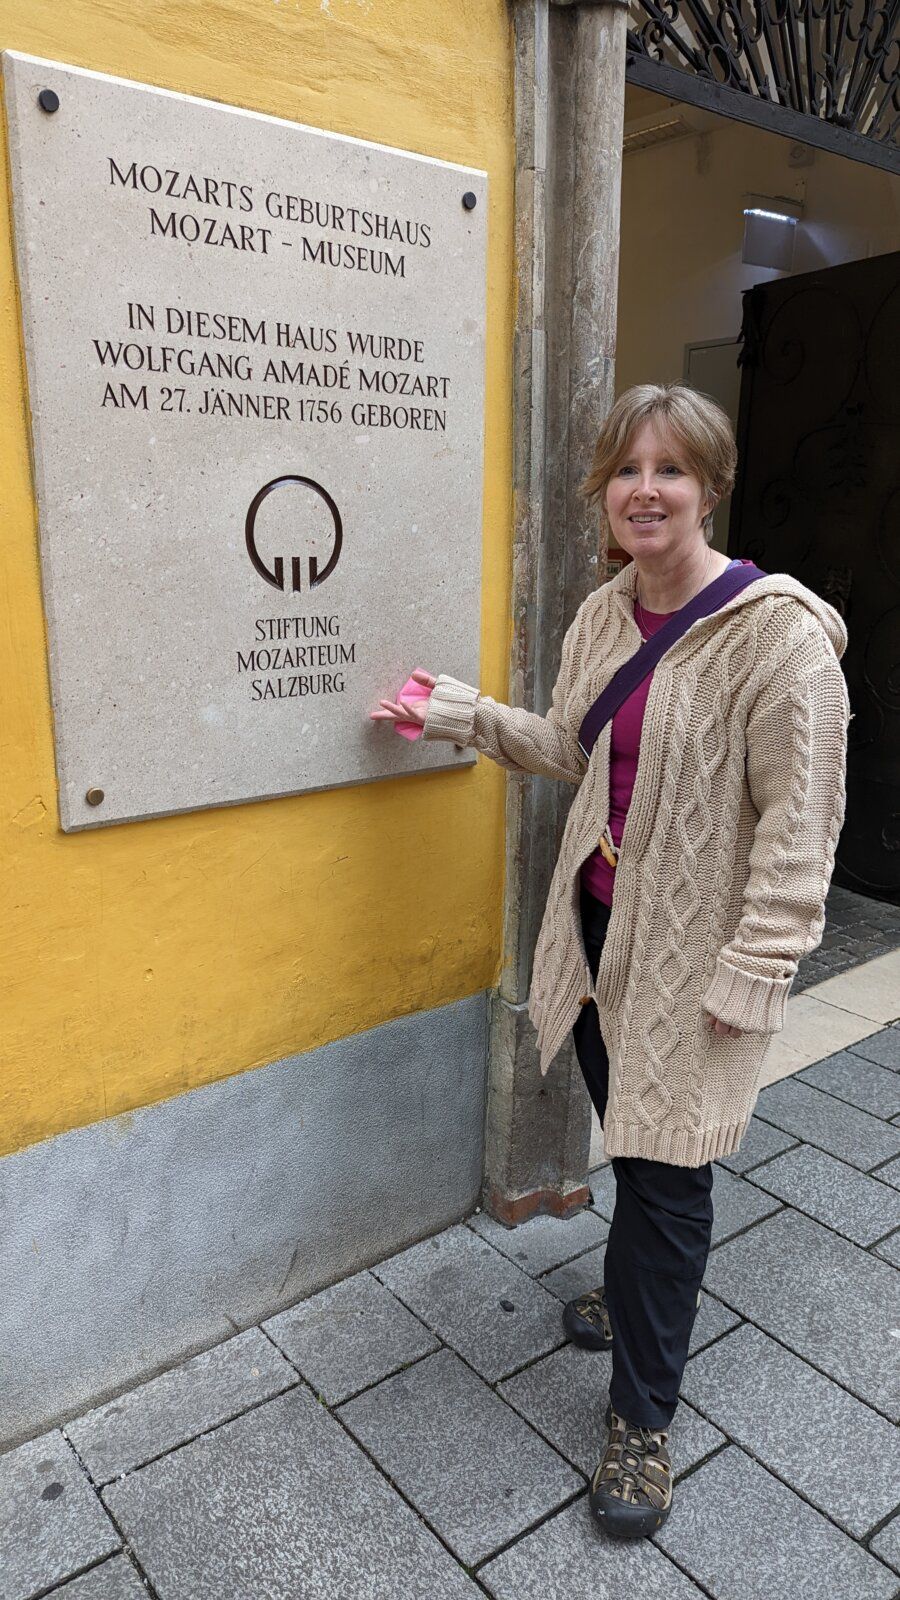 MOZARTS GEBURTSHAUS
MOZART - MUSEUM
IN DIESEM HAUS WURDE
WOLFGANG AMADÉ MOZART
AM 27. JÄNNER 1756 GEBOREN
STIFTUNG
MOZARTEUM
SALZBURG